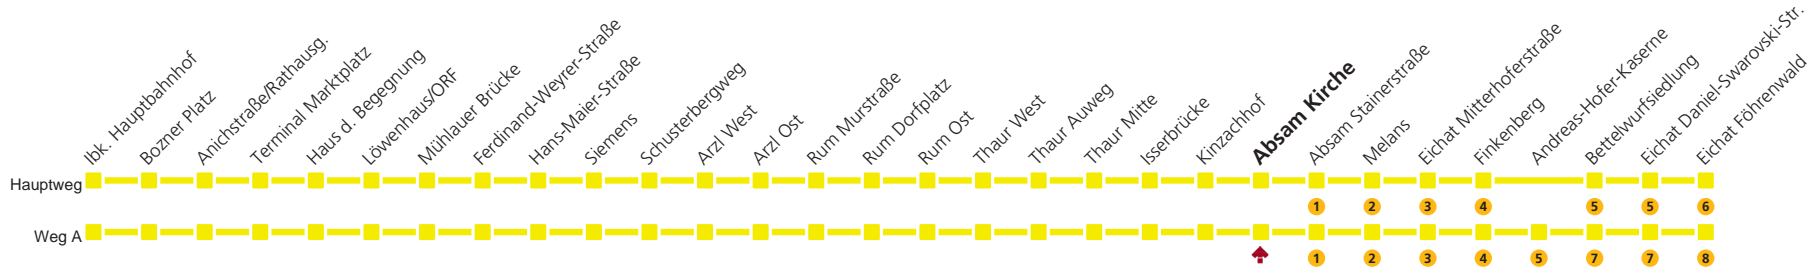 Ibk. Hauptbahnhof
Bozner Platz
Anichstraße/Rathausg.
Terminal Marktplatz
Haus d. Begegnung
Löwenhaus/ORF
Mühlauer Brücke
Ferdinand-Weyrer-Straße
Hans-Maier-Straße
Siemens
Schusterbergweg
Arzl West
Arzl Ost
Rum Murstraße
Rum Dorfplatz
Rum Ost
Thaur West
Thaur Auweg
Thaur Mitte
Isserbrücke
Kinzachhof
Absam Kirche
Absam Stainerstraße
Melans
Eichat Mitterhoferstraße
Finkenberg
Andreas-Hofer-Kaserne
Bettelwurfsiedlung
Eichat Daniel-Swarovski-Str.
Eichat Föhrenwald
Hauptweg
1 2 3 4 5 5 6
Weg A
1 2 3 4 5 7 7 8